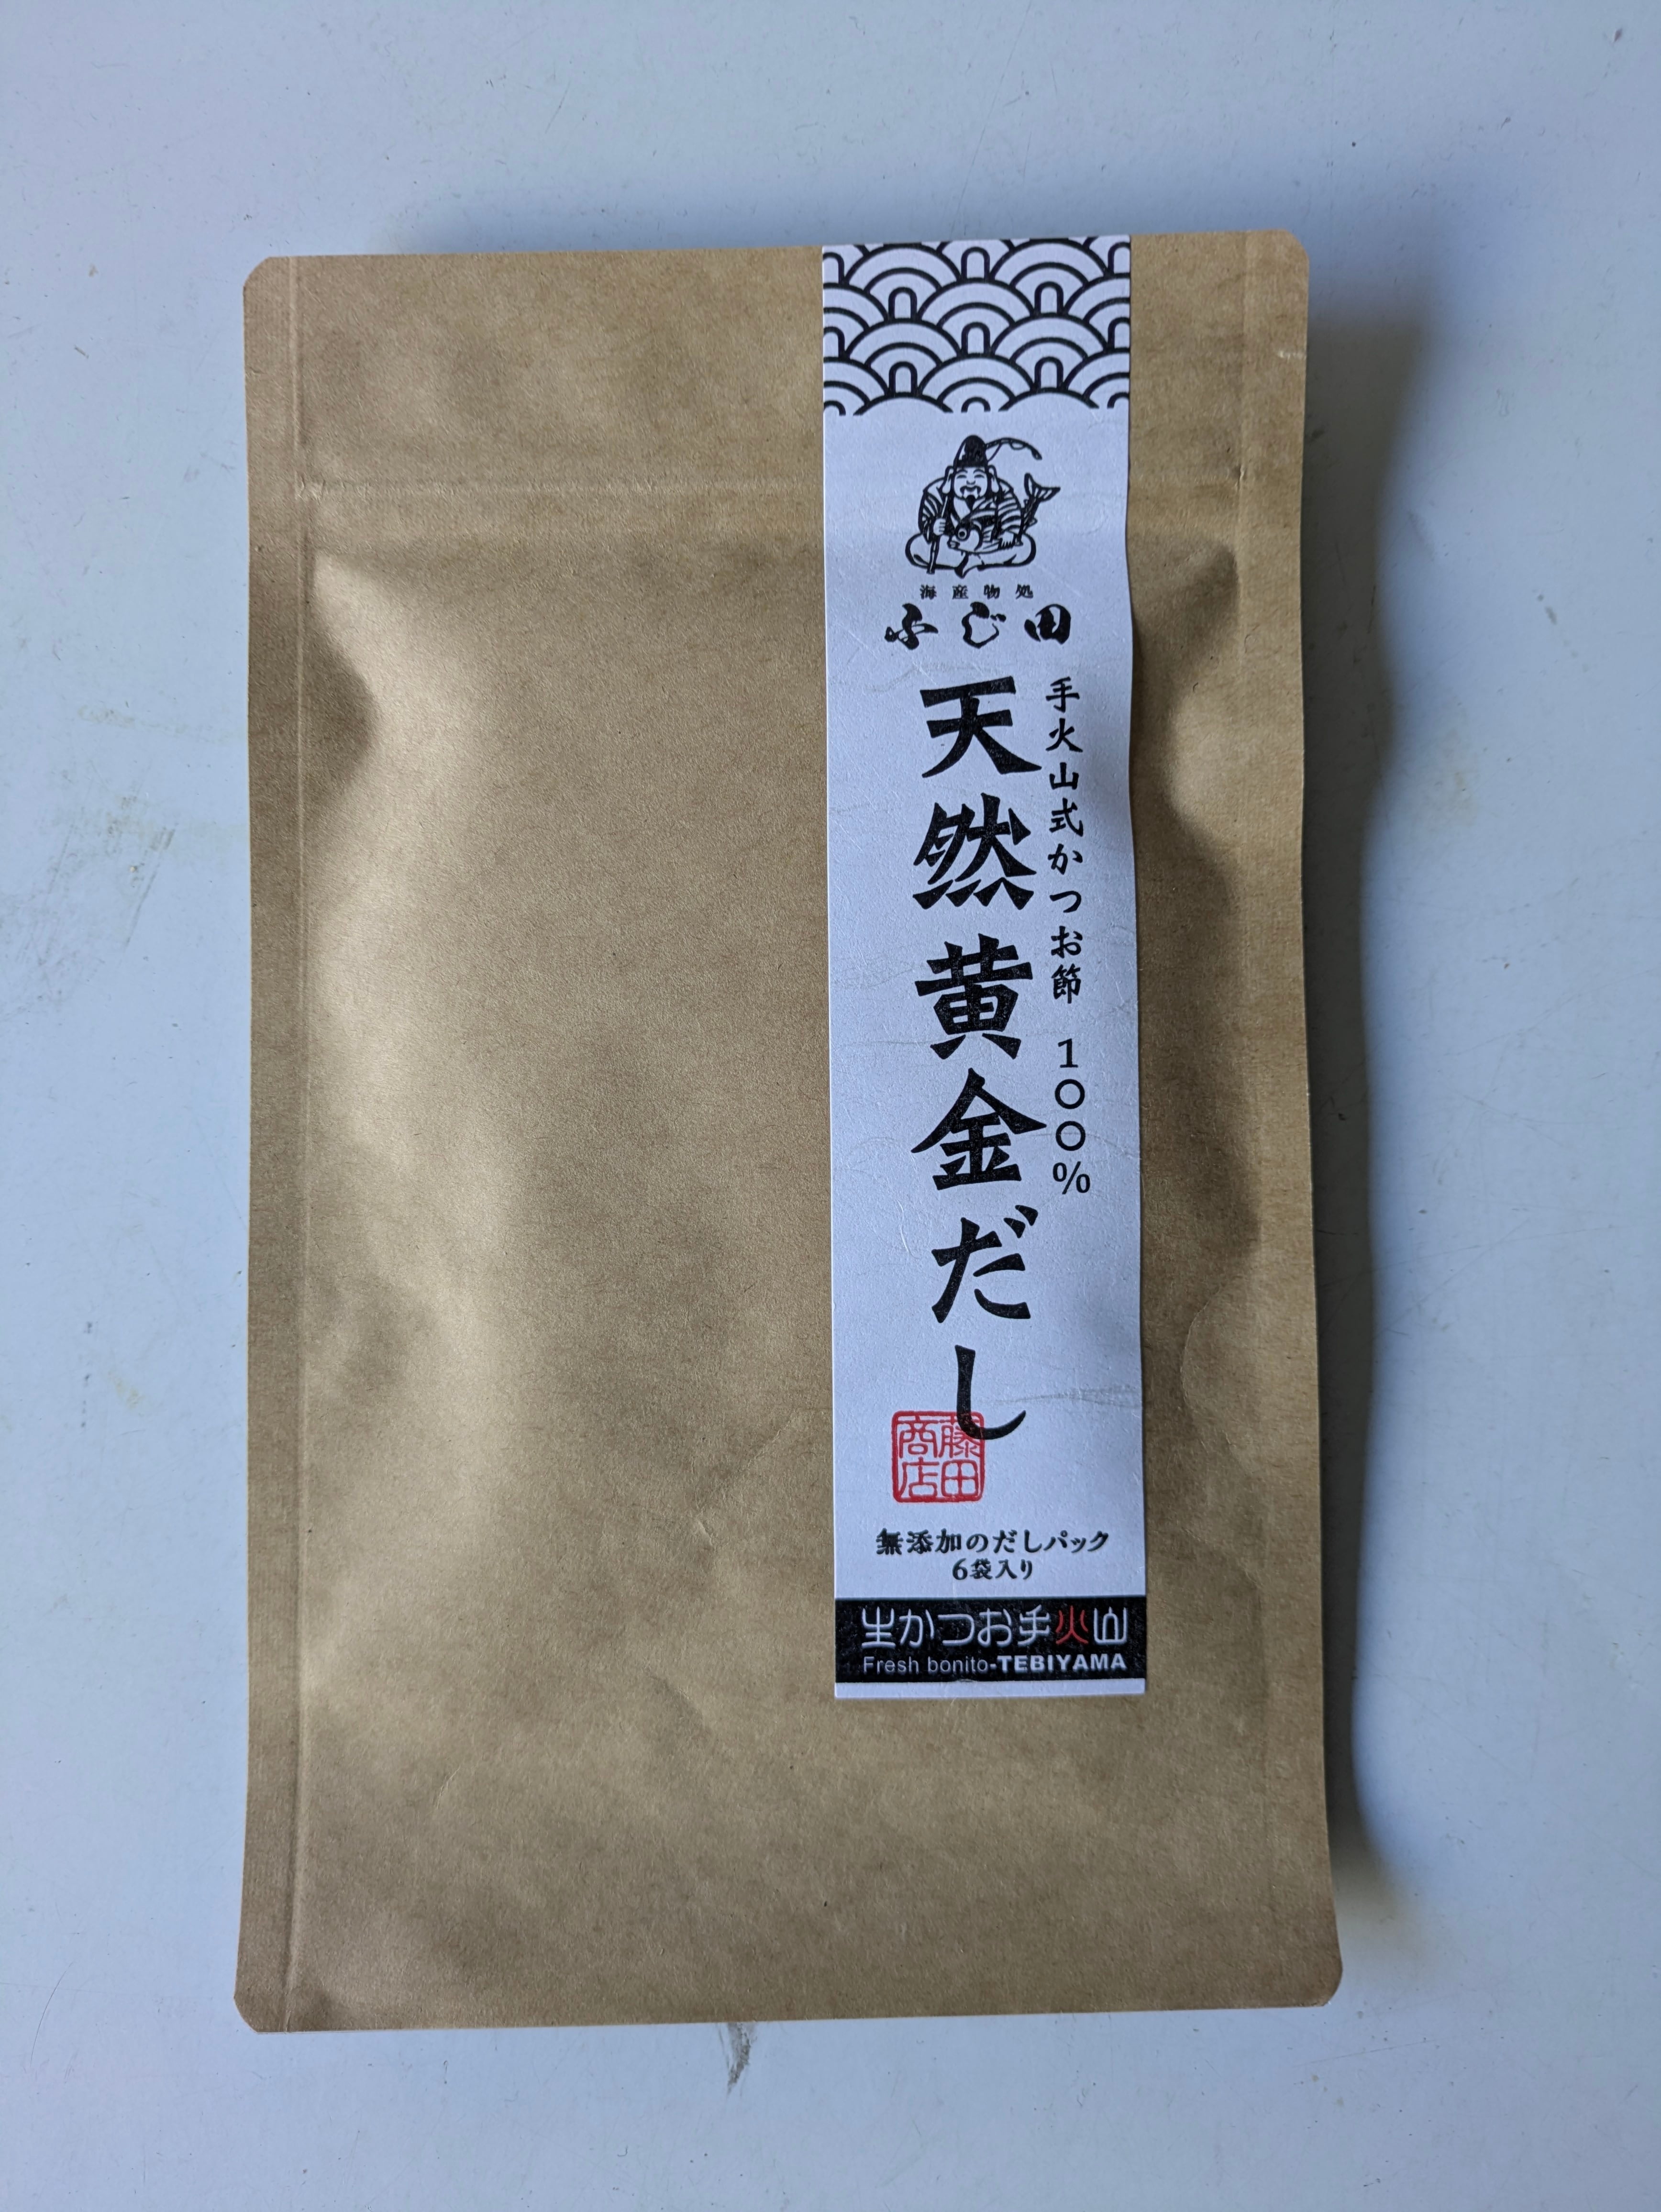 海産物処
ふじ田
手火山式かつお節 100%
天然黄金だし
藤田
商店
無添加のだしパック
6袋入り
生かつお手火山
Fresh bonito-TEBIYAMA